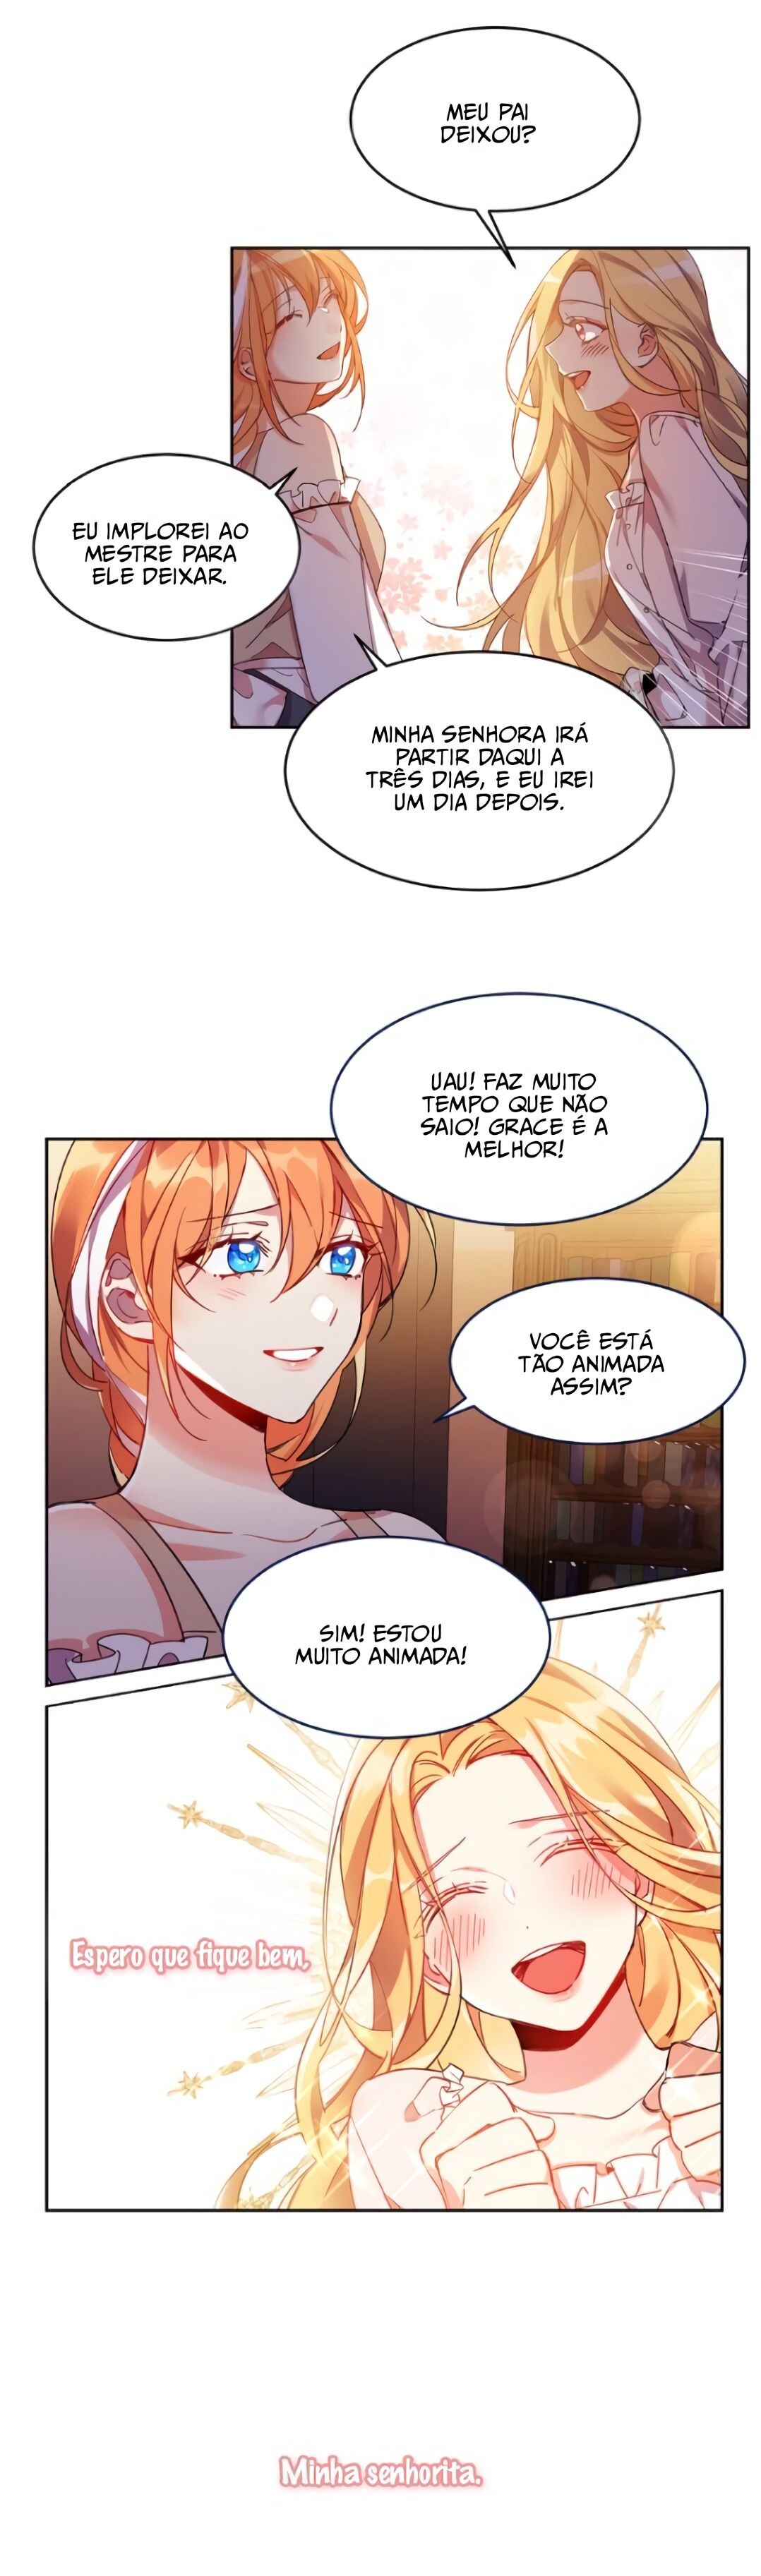 MEU PAI
DEIXOU?
EU IMPLOREI AO
MESTRE PARA
ELE DEIXAR.
MINHA SENHORA IRÁ
PARTIR DAQUI A
TRÊS DIAS, E EU IREI
UM DIA DEPOIS.
UAU! FAZ MUITO
TEMPO QUE NÃO
SAIO! GRACE É A
MELHOR!
VOCÊ ESTÁ
TÃO ANIMADA
ASSIM?
SIM! ESTOU
MUITO ANIMADA!
Espero que fique bem,
Minha senhorita.